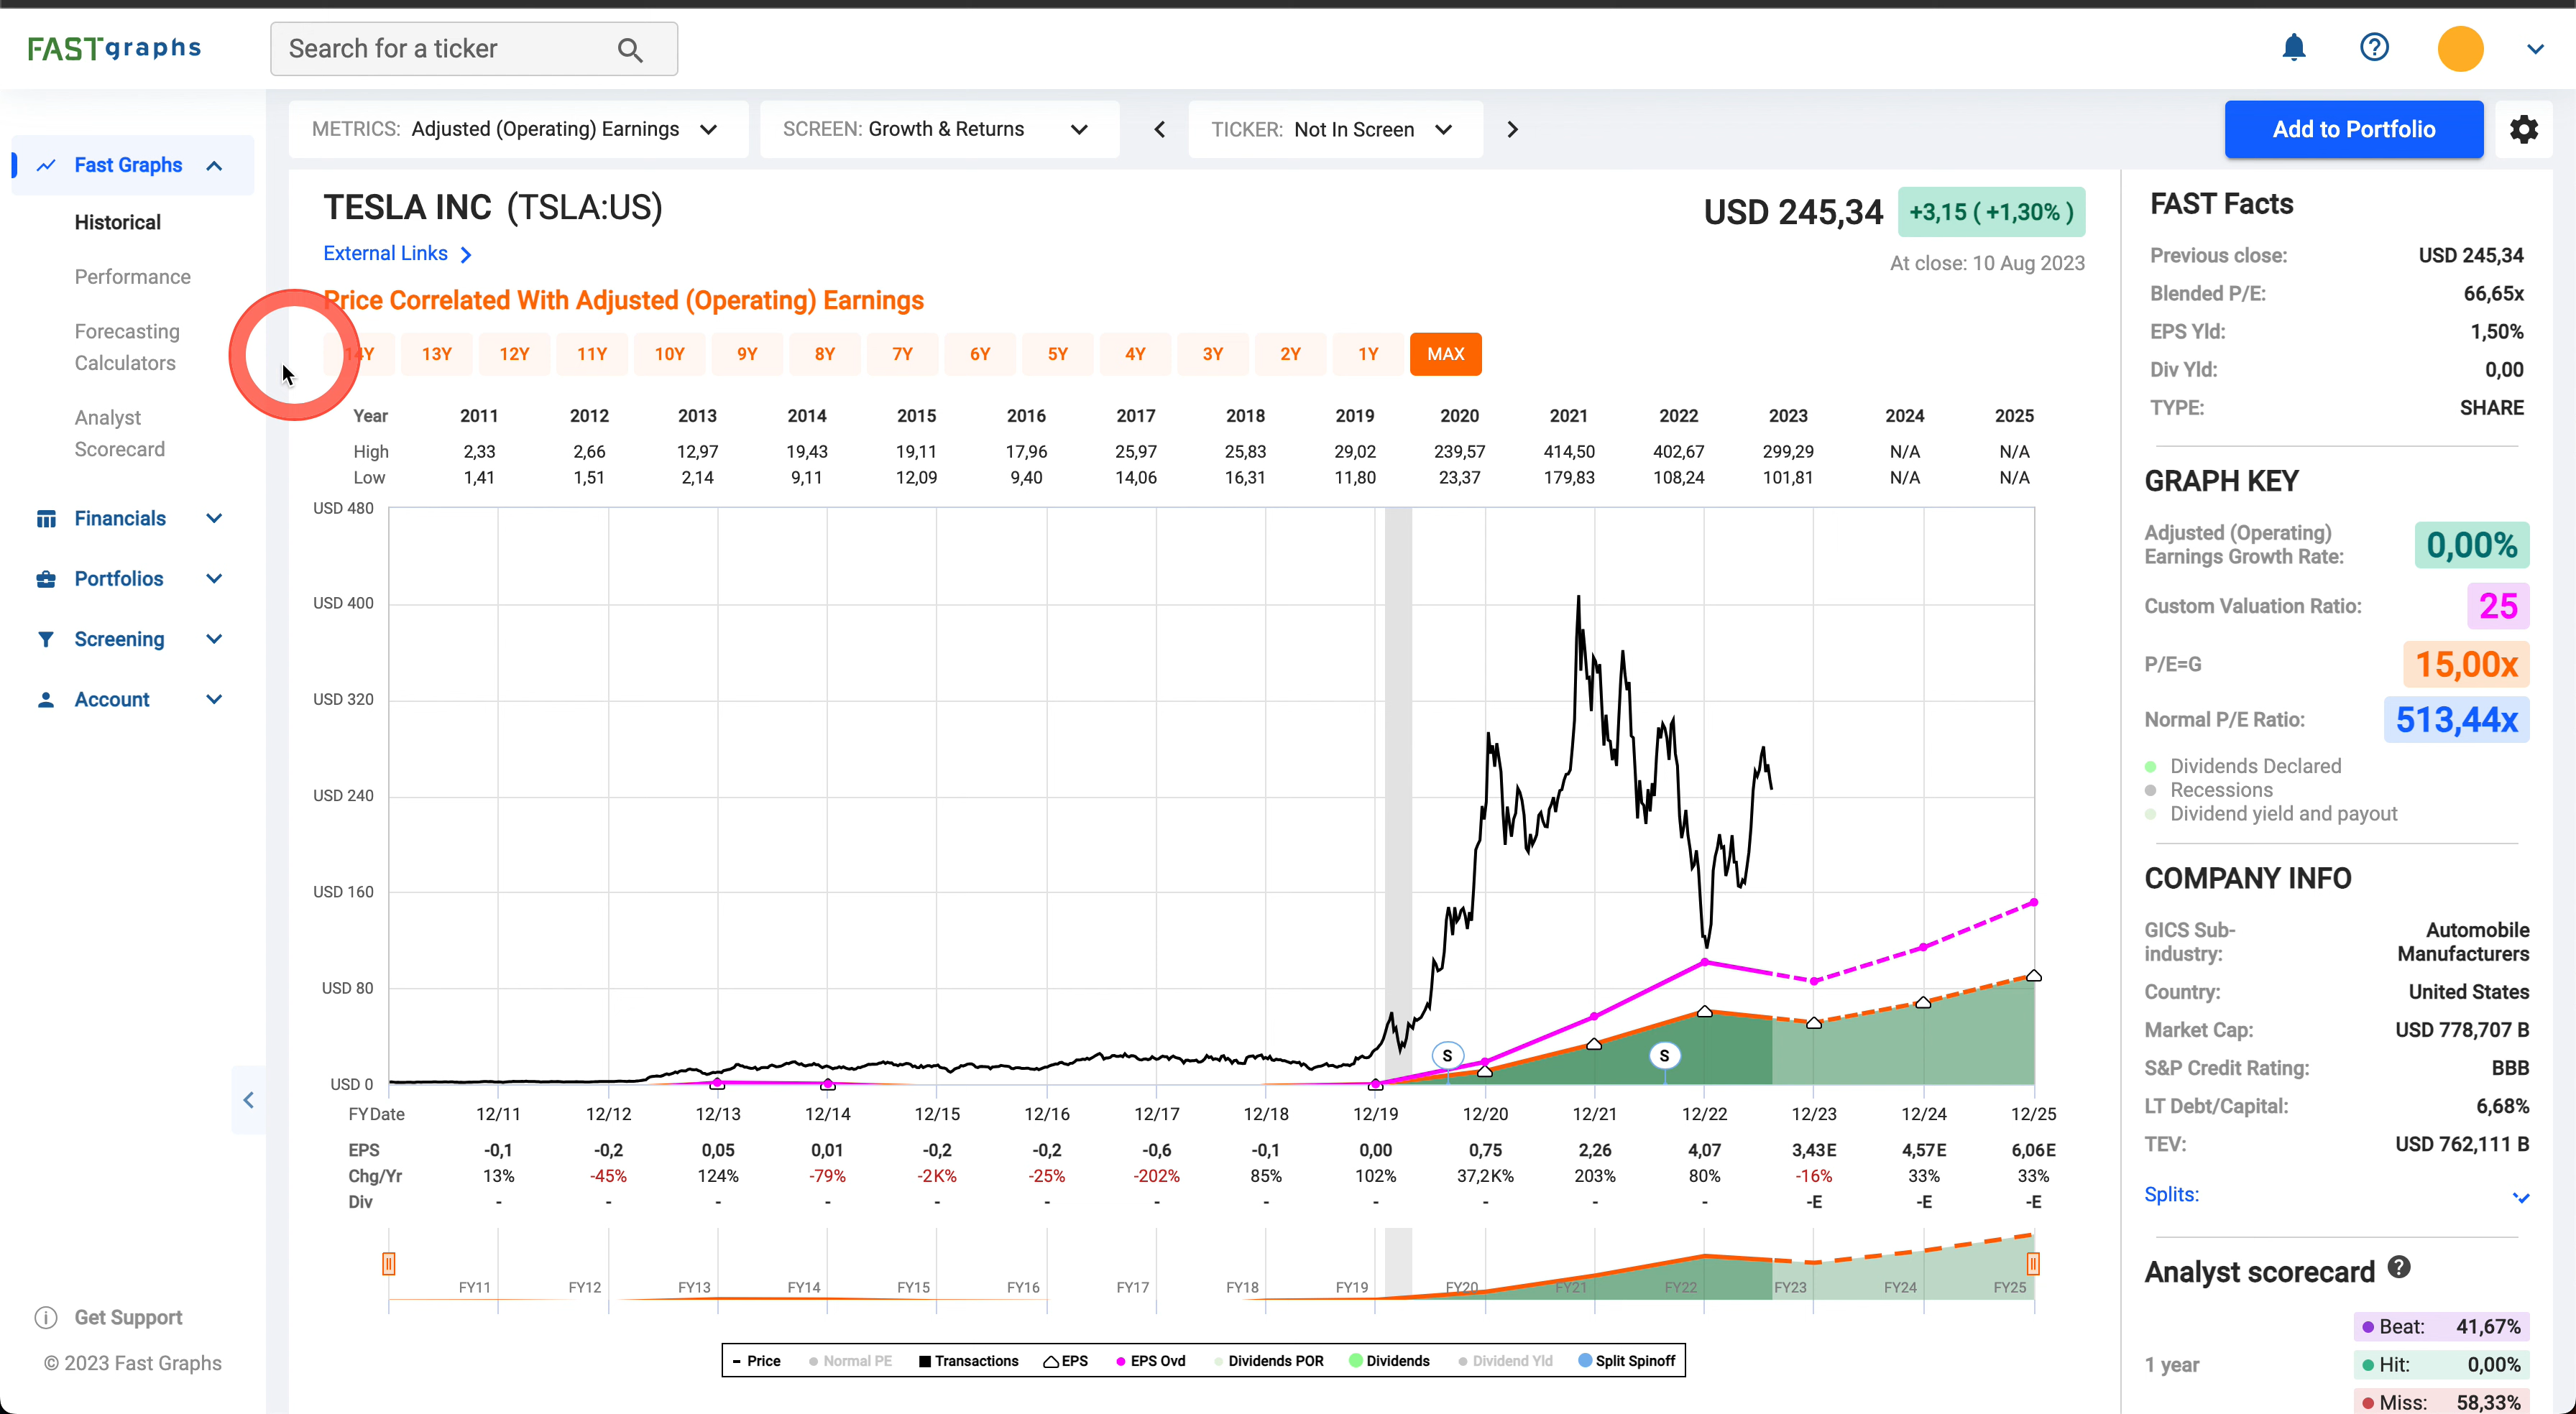 FASTgraphs
Search for a ticker
METRICS: Adjusted (Operating) Earnings
SCREEN: Growth & Returns
TICKER: Not In Screen
Add to Portfolio
Fast Graphs
Historical
Performance
Forecasting
Calculators
Analyst
Scorecard
Financials
Portfolios
Screening
Account
Get Support
© 2023 Fast Graphs
TESLA INC (TSLA:US)
USD 245,34 +3,15 ( +1,30% )
External Links
At close: 10 Aug 2023
Price Correlated With Adjusted (Operating) Earnings
14Y 13Y 12Y 11Y 10Y 9Y 8Y 7Y 6Y 5Y 4Y 3Y 2Y 1Y MAX
Year 2011 2012 2013 2014 2015 2016 2017 2018 2019 2020 2021 2022 2023 2024 2025
High 2,33 2,66 12,97 19,43 19,11 17,96 25,97 25,83 29,02 239,57 414,50 402,67 299,29 N/A N/A
Low 1,41 1,51 2,14 9,11 12,09 9,40 14,06 16,31 11,80 23,37 179,83 108,24 101,81 N/A N/A
USD 480
USD 400
USD 320
USD 240
USD 160
USD 80
USD 0
S S
FYDate 12/11 12/12 12/13 12/14 12/15 12/16 12/17 12/18 12/19 12/20 12/21 12/22 12/23 12/24 12/25
EPS -0,1 -0,2 0,05 0,01 -0,2 -0,2 -0,6 -0,1 0,00 0,75 2,26 4,07 3,43E 4,57E 6,06E
Chg/Yr 13% -45% 124% -79% -2K% -25% -202% 85% 102% 37,2K% 203% 80% -16% 33% 33%
Div - - - - - - - - - - - - -E -E -E
FY11 FY12 FY13 FY14 FY15 FY16 FY17 FY18 FY19 FY20 FY21 FY22 FY23 FY24 FY25
Price Normal PE Transactions EPS EPS Ovd Dividends POR Dividends Dividend Yld Split Spinoff
FAST Facts
Previous close: USD 245,34
Blended P/E: 66,65x
EPS Yld: 1,50%
Div Yld: 0,00
TYPE: SHARE
GRAPH KEY
Adjusted (Operating)
Earnings Growth Rate: 0,00%
Custom Valuation Ratio: 25
P/E=G 15,00x
Normal P/E Ratio: 513,44x
Dividends Declared
Recessions
Dividend yield and payout
COMPANY INFO
GICS Sub-
industry: Automobile
Manufacturers
Country: United States
Market Cap: USD 778,707 B
S&P Credit Rating: BBB
LT Debt/Capital: 6,68%
TEV: USD 762,111 B
Splits:
Analyst scorecard ?
1 year
Beat: 41,67%
Hit: 0,00%
Miss: 58,33%